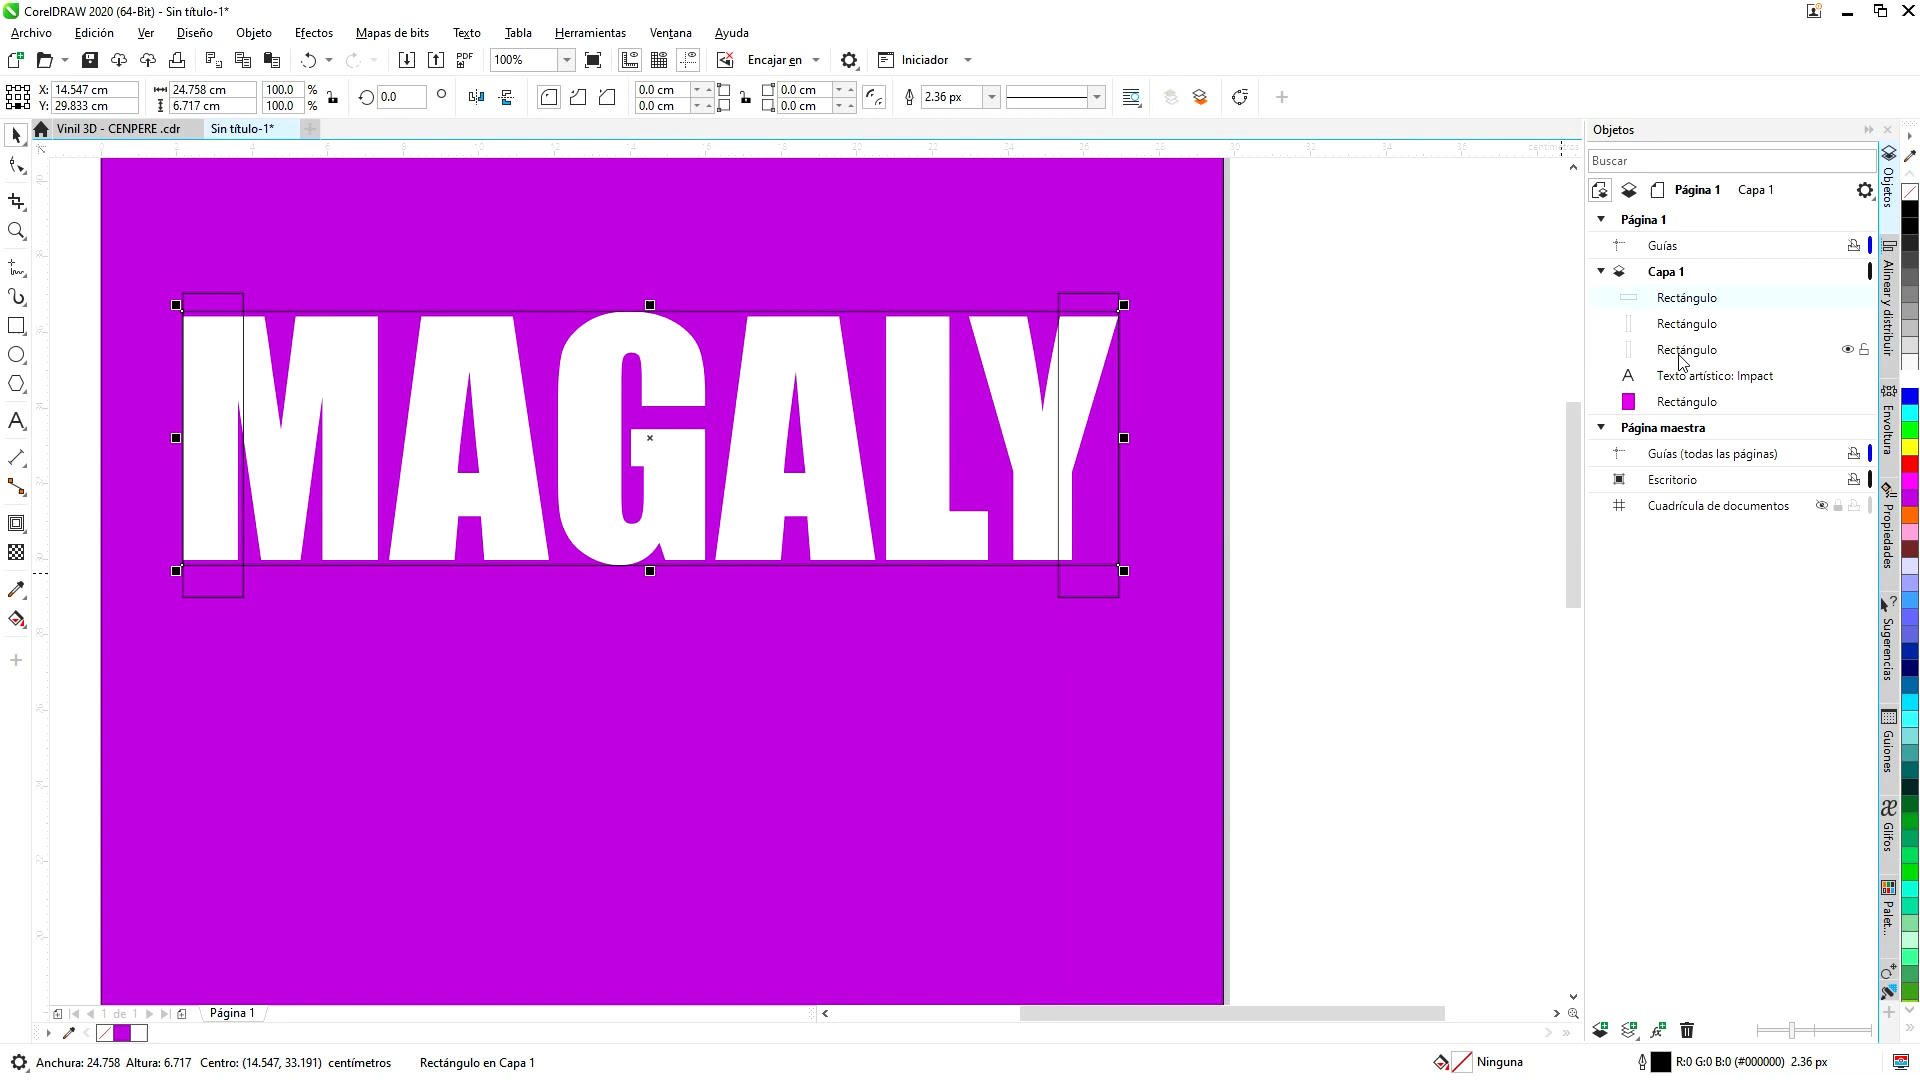 CorelDRAW 2020 (64-Bit) - Sin título-1*
Archivo Edición Ver Diseño Objeto Efectos Mapas de bits Texto Tabla Herramientas Ventana Ayuda
PDF 100% Encajar en Iniciador
X: 14.547 cm 24.758 cm 100.0 % 0.0 ° 0.0 cm 0.0 cm 2.36 px
Y: 29.833 cm 6.717 cm 100.0 % 0.0 cm 0.0 cm
Vinil 3D - CENPERE .cdr Sin título-1*
Objetos
Buscar
Página 1 Capa 1
Página 1
Guías
Capa 1
Rectángulo
Rectángulo
Rectángulo
Texto artístico: Impact
Rectángulo
Página maestra
Guías (todas las páginas)
Escritorio
Cuadrícula de documentos
MAGALY
Objetos
Alinear y distribuir
Envoltura
Propiedades
Sugerencias
Guiones
Glifos
Palet...
1 de 1 Página 1
Anchura: 24.758 Altura: 6.717 Centro: (14.547, 33.191) centímetros Rectángulo en Capa 1 Ninguna R:0 G:0 B:0 (#000000) 2.36 px